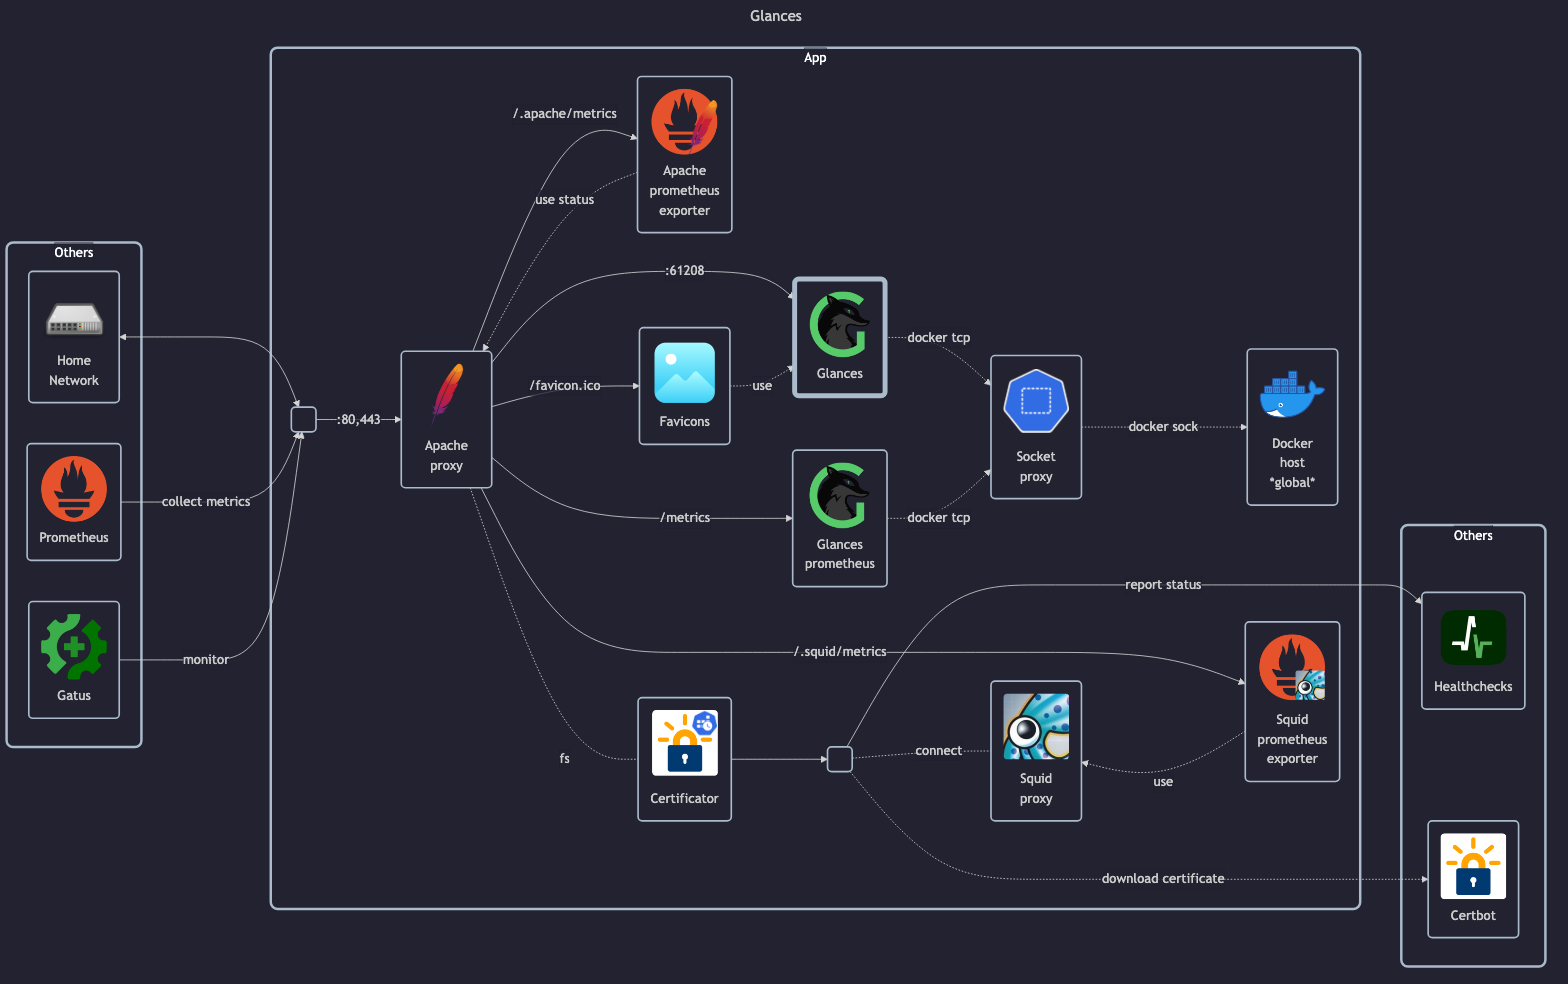 Glances
App
/.apache/metrics
Apache
prometheus
exporter
use status
Others
Home
Network
Prometheus
Gatus
collect metrics
monitor
:80,443
Apache
proxy
:61208
/favicon.ico
Favicons
use
Glances
docker tcp
/metrics
Glances
prometheus
docker tcp
Socket
proxy
docker sock
Docker
host
*global*
/.squid/metrics
report status
fs
Certificator
connect
Squid
proxy
use
Squid
prometheus
exporter
download certificate
Others
Healthchecks
Certbot